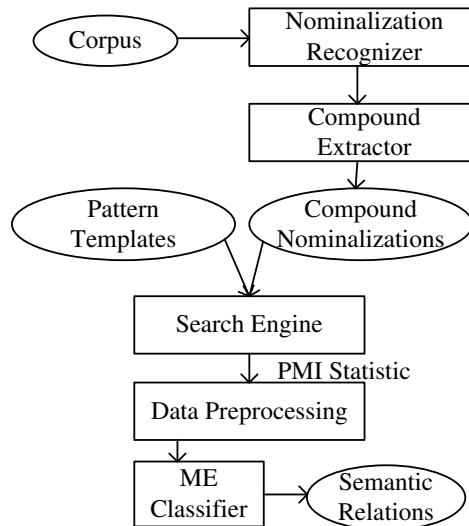 Corpus
Nominalization
Recognizer
Compound
Extractor
Pattern
Templates
Compound
Nominalizations
Search Engine
PMI Statistic
Data Preprocessing
ME
Classifier
Semantic
Relations